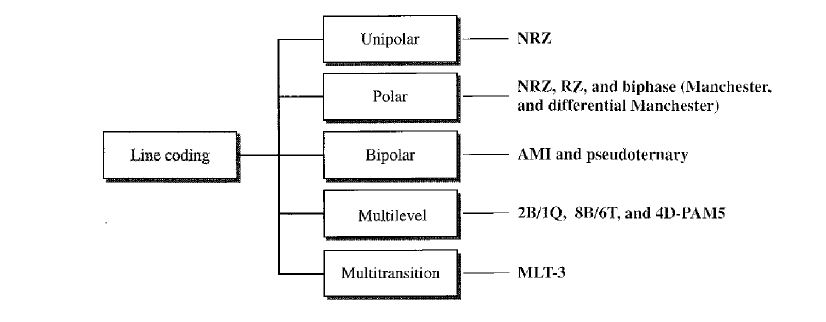 Unipolar
NRZ
Polar
NRZ, RZ, and biphase (Manchester,
and differential Manchester)
Line coding
Bipolar
AMI and pseudoternary
Multilevel
2B/1Q, 8B/6T, and 4D-PAM5
Multitransition
MLT-3